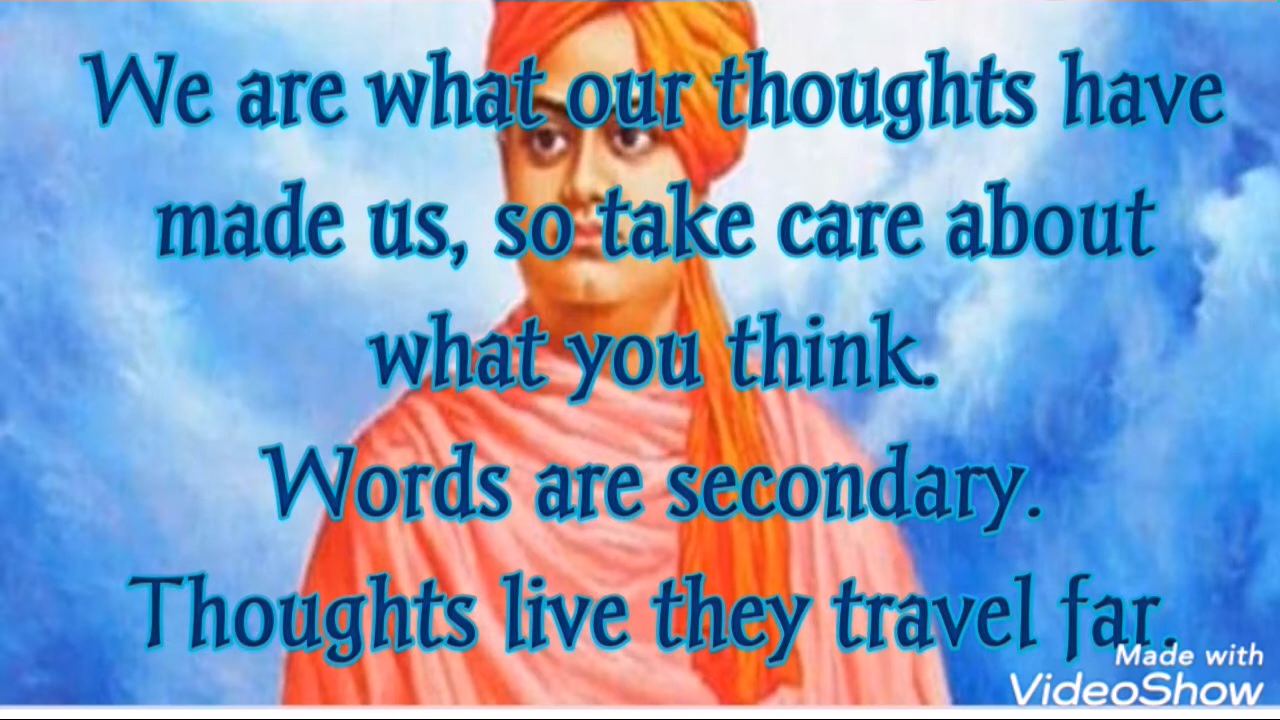 We are what our thoughts have
made us, so take care about
what you think.
Words are secondary.
Thoughts live they travel far.
Made with
VideoShow